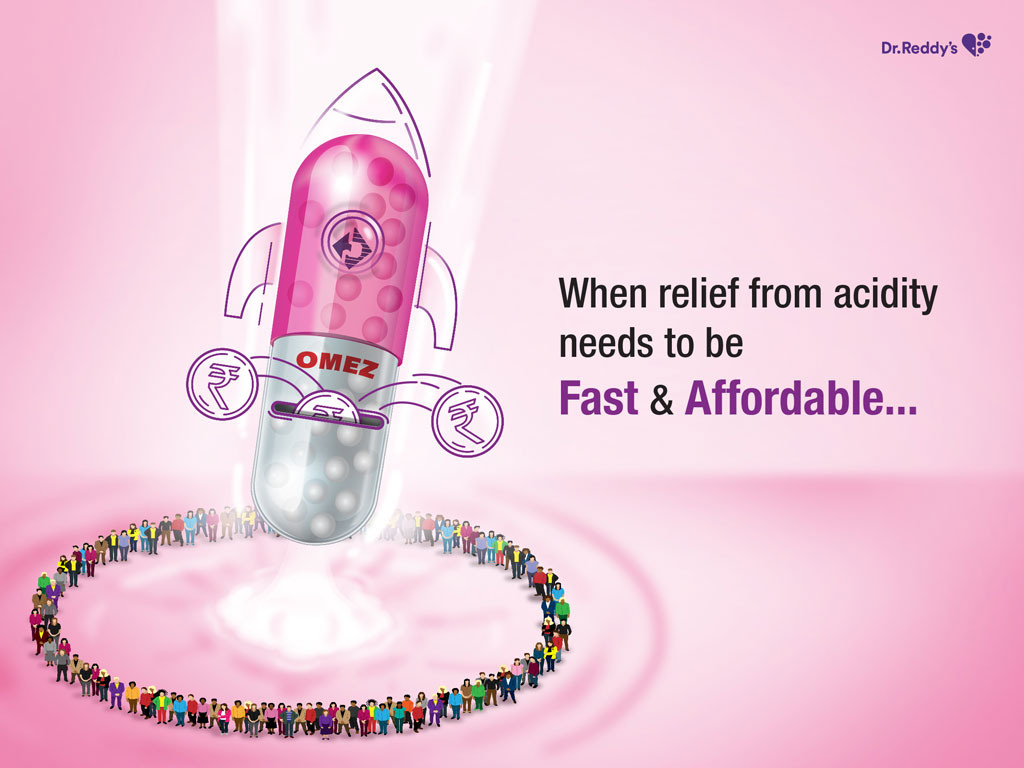 Dr.Reddy's
OMEZ
₹
₹
₹
When relief from acidity
needs to be
Fast & Affordable...